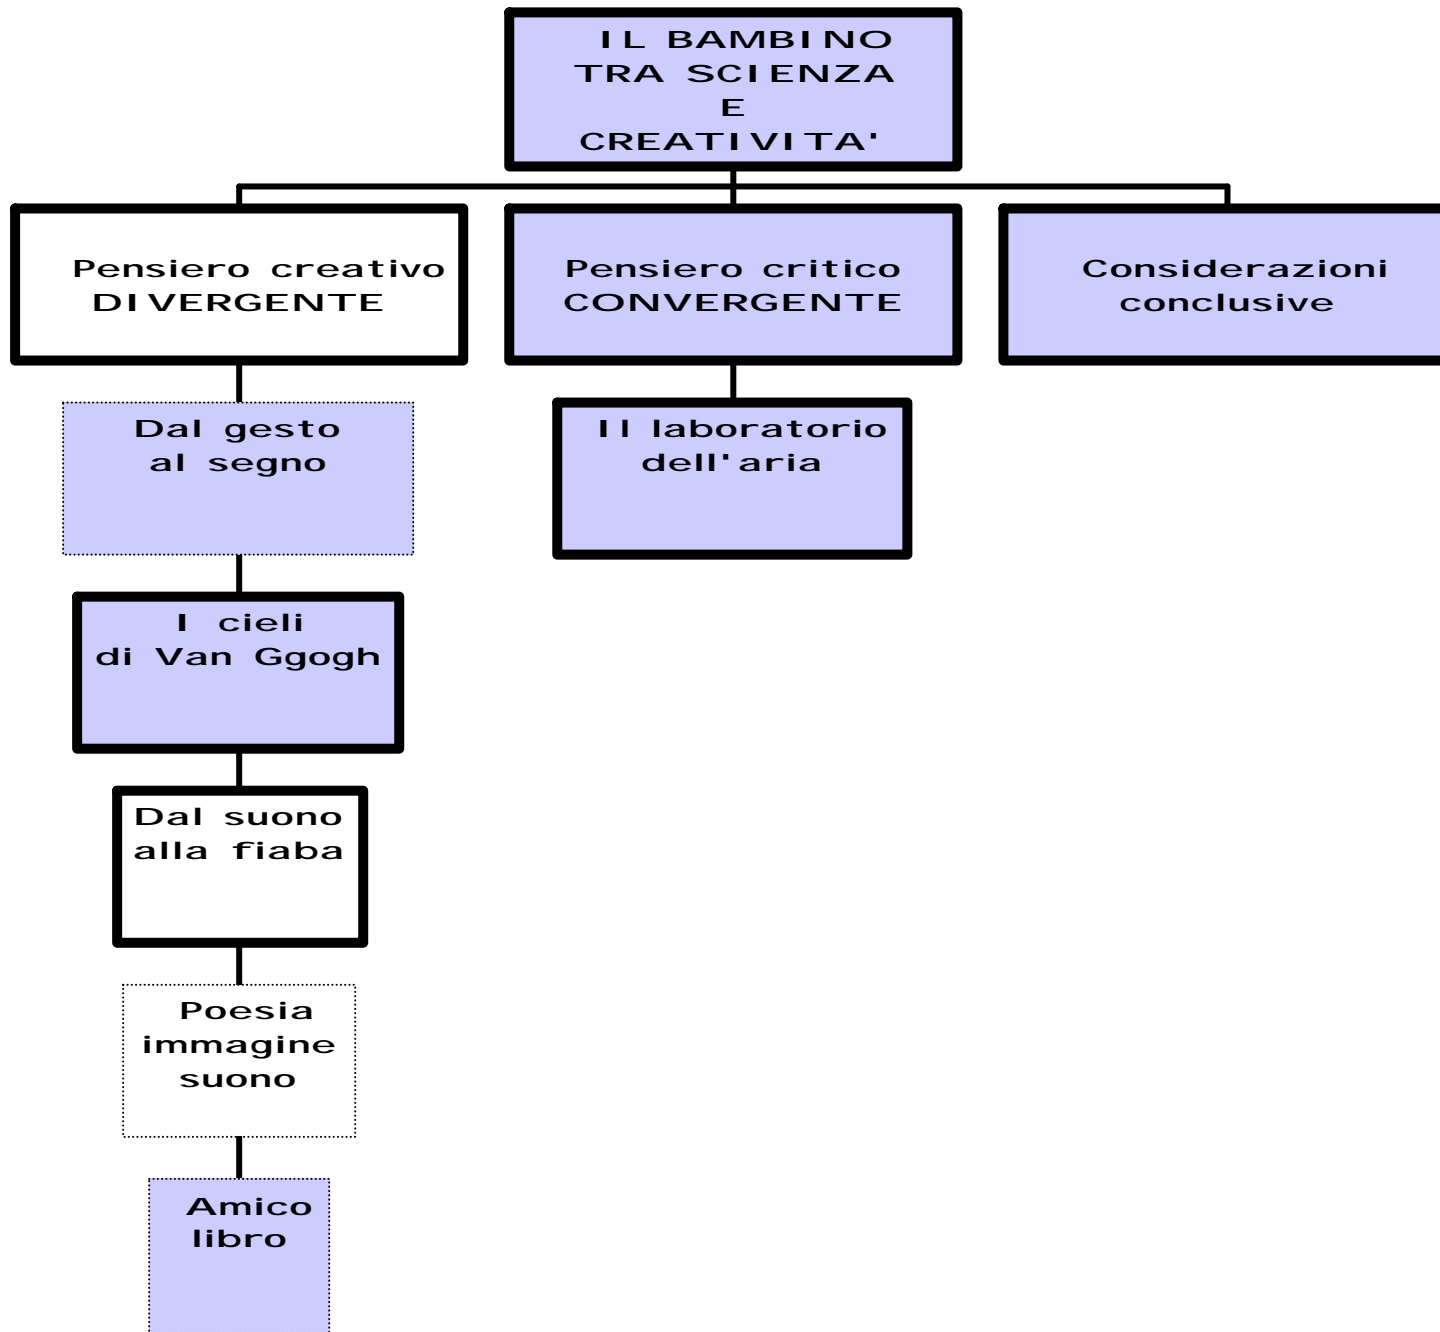 IL BAMBINO
TRA SCIENZA
E
CREATIVITA'
Pensiero creativo
DIVERGENTE
Pensiero critico
CONVERGENTE
Considerazioni
conclusive
Dal gesto
al segno
Il laboratorio
dell'aria
I cieli
di Van Ggogh
Dal suono
alla fiaba
Poesia
immagine
suono
Amico
libro